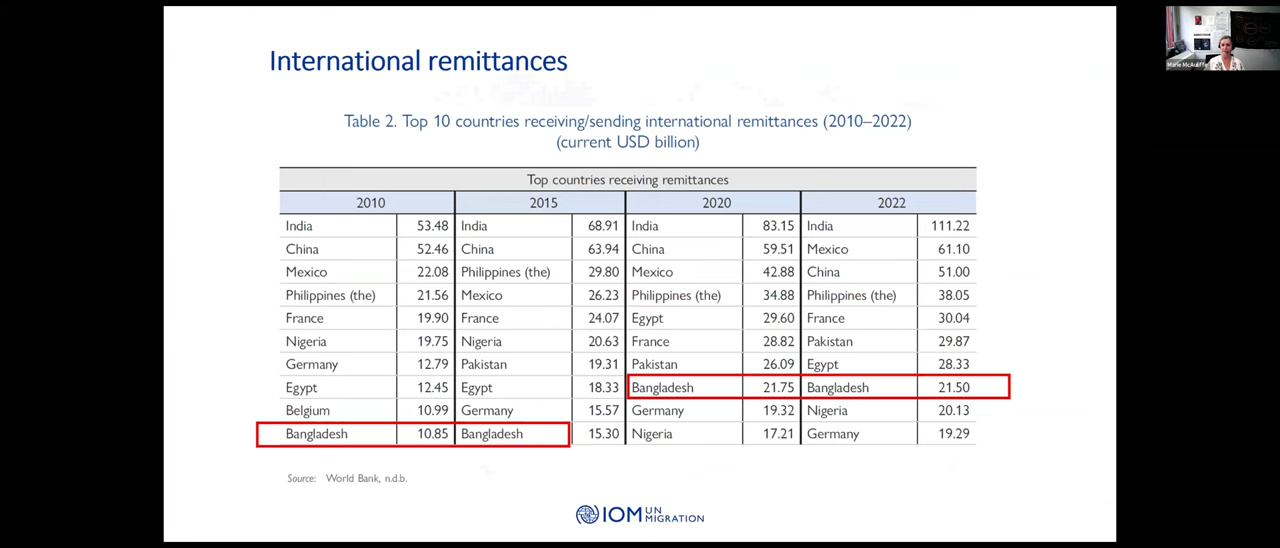 International remittances
Marie McAuliffe
Table 2. Top 10 countries receiving/sending international remittances (2010–2022)
(current USD billion)
Top countries receiving remittances
2010 2015 2020 2022
India 53.48 India 68.91 India 83.15 India 111.22
China 52.46 China 63.94 China 59.51 Mexico 61.10
Mexico 22.08 Philippines (the) 29.80 Mexico 42.88 China 51.00
Philippines (the) 21.56 Mexico 26.23 Philippines (the) 34.88 Philippines (the) 38.05
France 19.90 France 24.07 Egypt 29.60 France 30.04
Nigeria 19.75 Nigeria 20.63 France 28.82 Pakistan 29.87
Germany 12.79 Pakistan 19.31 Pakistan 26.09 Egypt 28.33
Egypt 12.45 Egypt 18.33 Bangladesh 21.75 Bangladesh 21.50
Belgium 10.99 Germany 15.57 Germany 19.32 Nigeria 20.13
Bangladesh 10.85 Bangladesh 15.30 Nigeria 17.21 Germany 19.29
Source: World Bank, n.d.b.
IOM UN MIGRATION